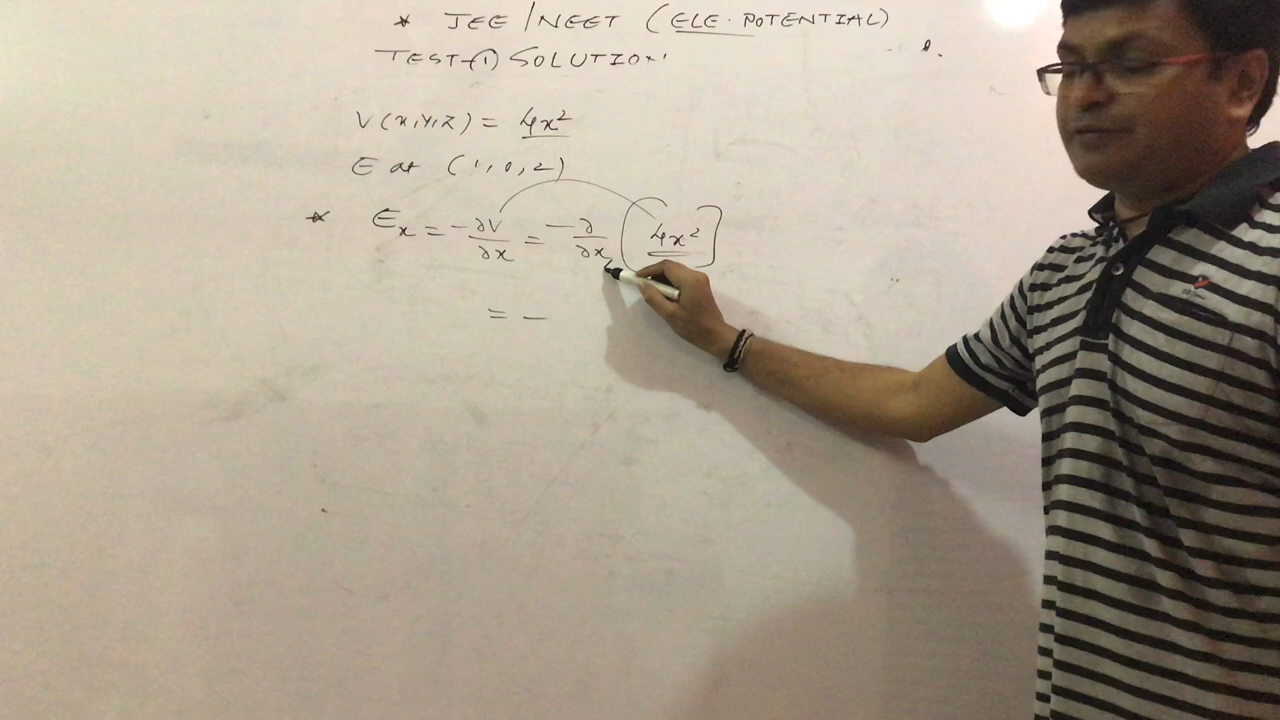 * JEE/NEET (ELE. POTENTIAL)
TEST-(1) SOLUTION
V(x,y,z) = 4x²
E at (1,0,2)
* Eₓ = -∂V/∂x = -∂/∂x [4x²]
= -